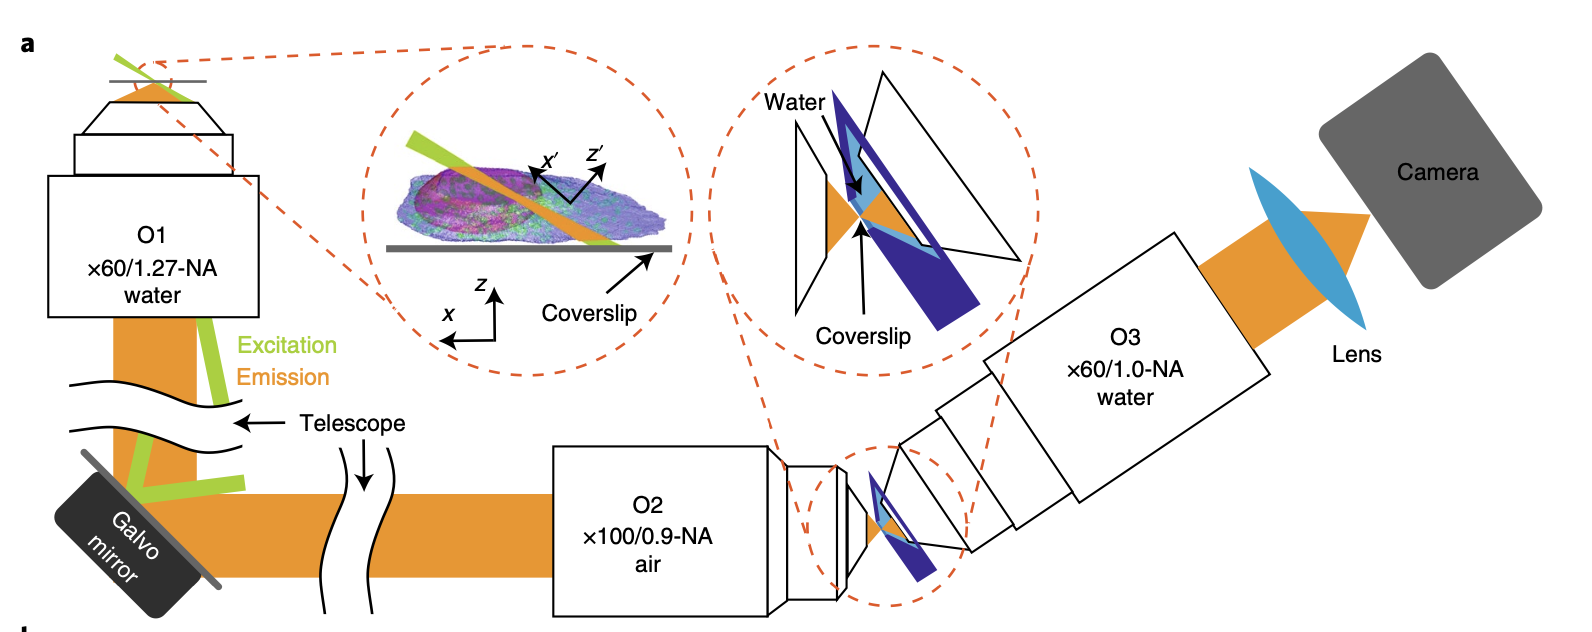 a
O1
×60/1.27-NA
water
Excitation
Emission
Telescope
Galvo
mirror
x′
z′
z
x
Coverslip
Water
Coverslip
O2
×100/0.9-NA
air
O3
×60/1.0-NA
water
Lens
Camera